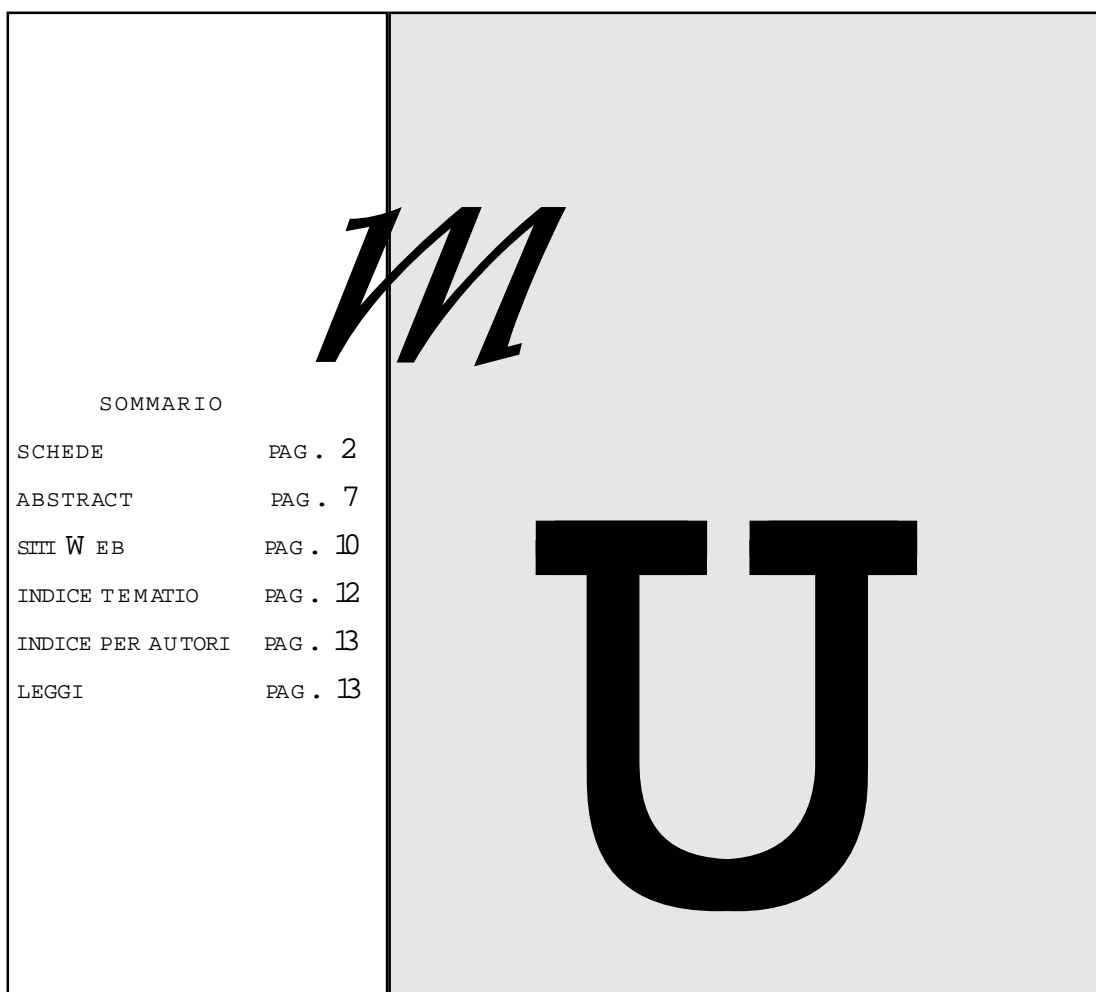 m
SOMMARIO
SCHEDE PAG. 2
ABSTRACT PAG. 7
SITI WEB PAG. 10
INDICE TEMATIO PAG. 12
INDICE PER AUTORI PAG. 13
LEGGI PAG. 13
U